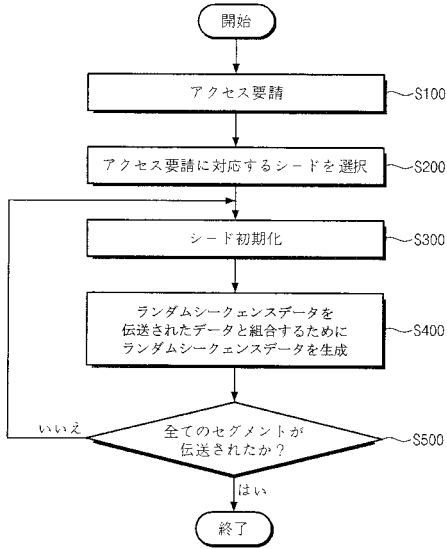 開始
アクセス要請
S100
アクセス要請に対応するシードを選択
S200
シード初期化
S300
ランダムシークェンスデータを
伝送されたデータと組合するために
ランダムシークェンスデータを生成
S400
全てのセグメントが
伝送されたか？
S500
いいえ
はい
終了